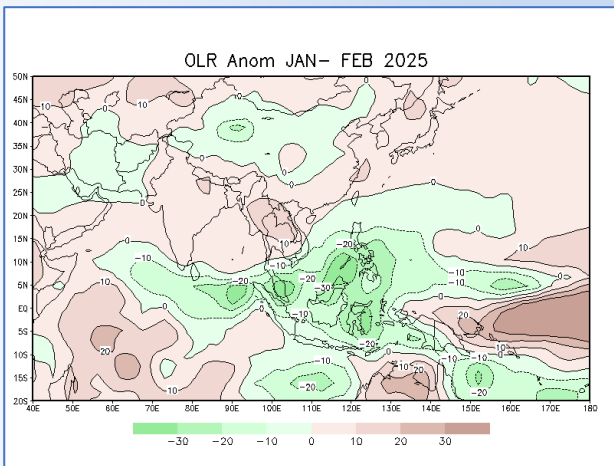 OLR Anom JAN- FEB 2025
50N
45N
40N
35N
30N
25N
20N
15N
10N
5N
EQ
5S
10S
15S
20S
40E 50E 60E 70E 80E 90E 100E 110E 120E 130E 140E 150E 160E 170E 180
-30 -20 -10 0 10 20 30